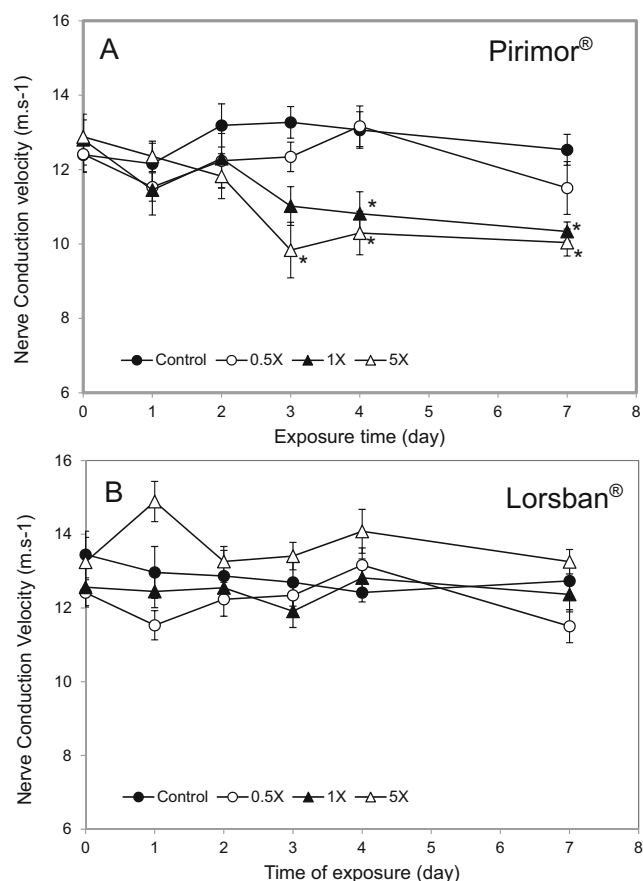 16
14
12
10
8
6
Nerve Conduction velocity (m.s-1)
A
Pirimor®
*
*
*
*
*
Control
0.5X
1X
5X
0
1
2
3
4
5
6
7
8
Exposure time (day)
16
14
12
10
8
6
Nerve Conduction Velocity (m.s-1)
B
Lorsban®
Control
0.5X
1X
5X
0
1
2
3
4
5
6
7
8
Time of exposure (day)